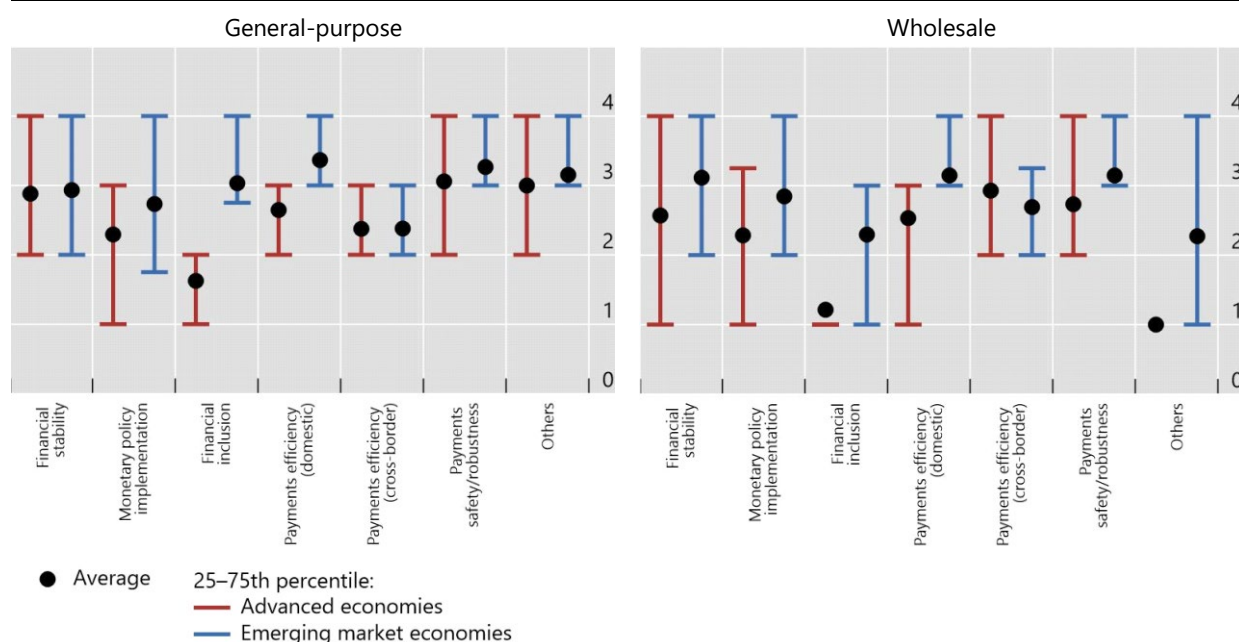 General-purpose
Wholesale
4
3
2
1
0
Financial
stability
Monetary policy
implementation
Financial
inclusion
Payments efficiency
(domestic)
Payments efficiency
(cross-border)
Payments
safety/robustness
Others
4
3
2
1
0
Financial
stability
Monetary policy
implementation
Financial
inclusion
Payments efficiency
(domestic)
Payments efficiency
(cross-border)
Payments
safety/robustness
Others
Average
25–75th percentile:
Advanced economies
Emerging market economies